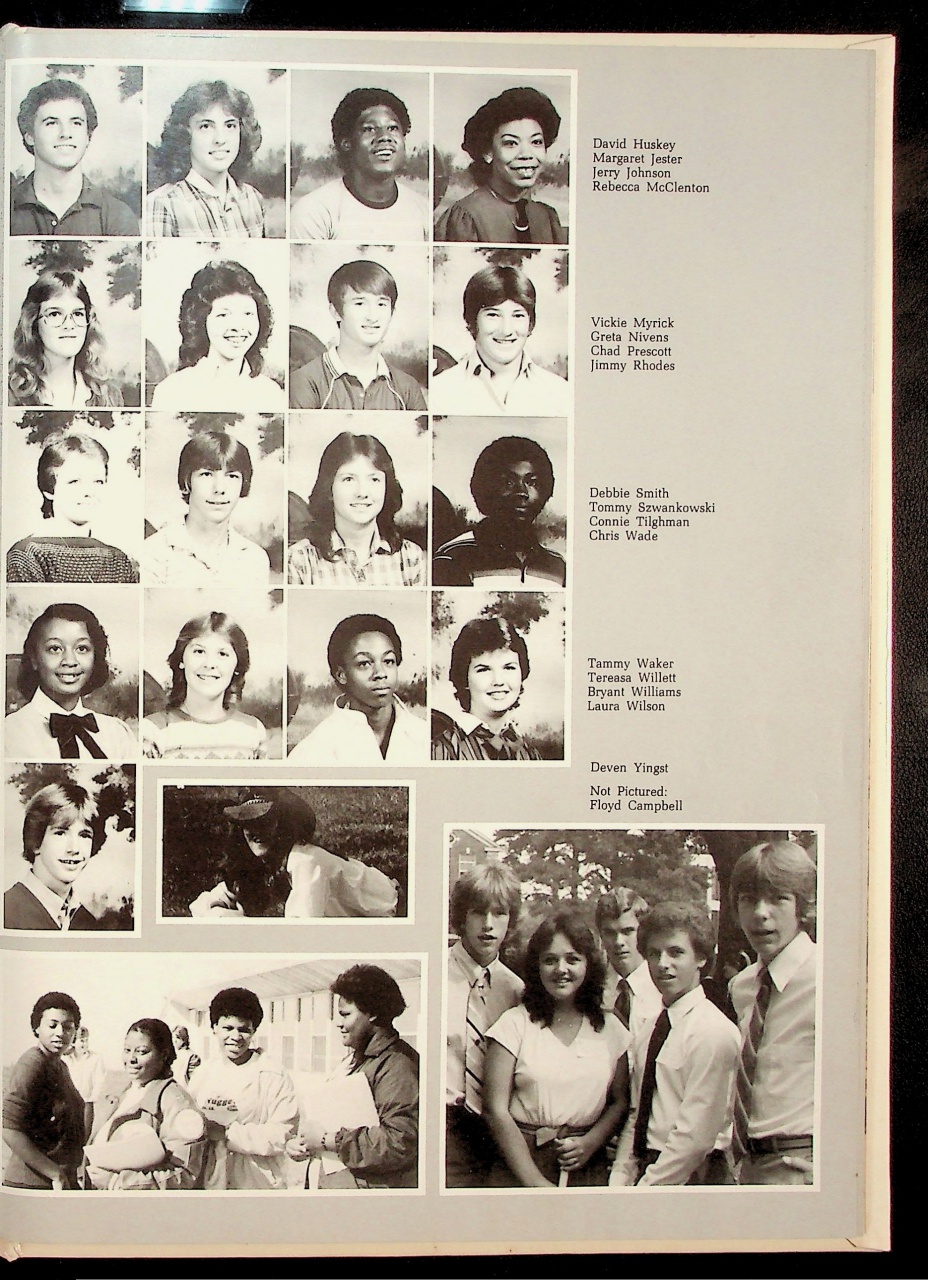 David Huskey
Margaret Jester
Jerry Johnson
Rebecca McClenton
Vickie Myrick
Greta Nivens
Chad Prescott
Jimmy Rhodes
Debbie Smith
Tommy Szwankowski
Connie Tilghman
Chris Wade
Tammy Waker
Tereasa Willett
Bryant Williams
Laura Wilson
Deven Yingst
Not Pictured:
Floyd Campbell